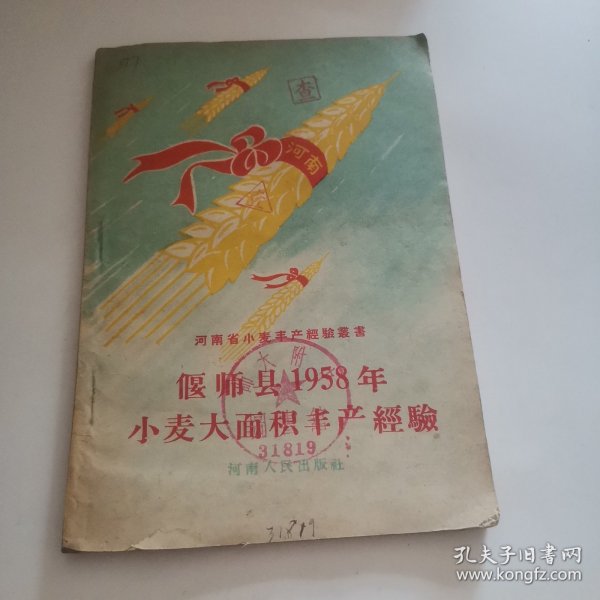 查
河南
河南省小麦丰产經驗叢書
偃师县1958年
小麦大面积丰产經驗
31819
河南人民出版社
31819
孔夫子旧书网
www.kongfz.com